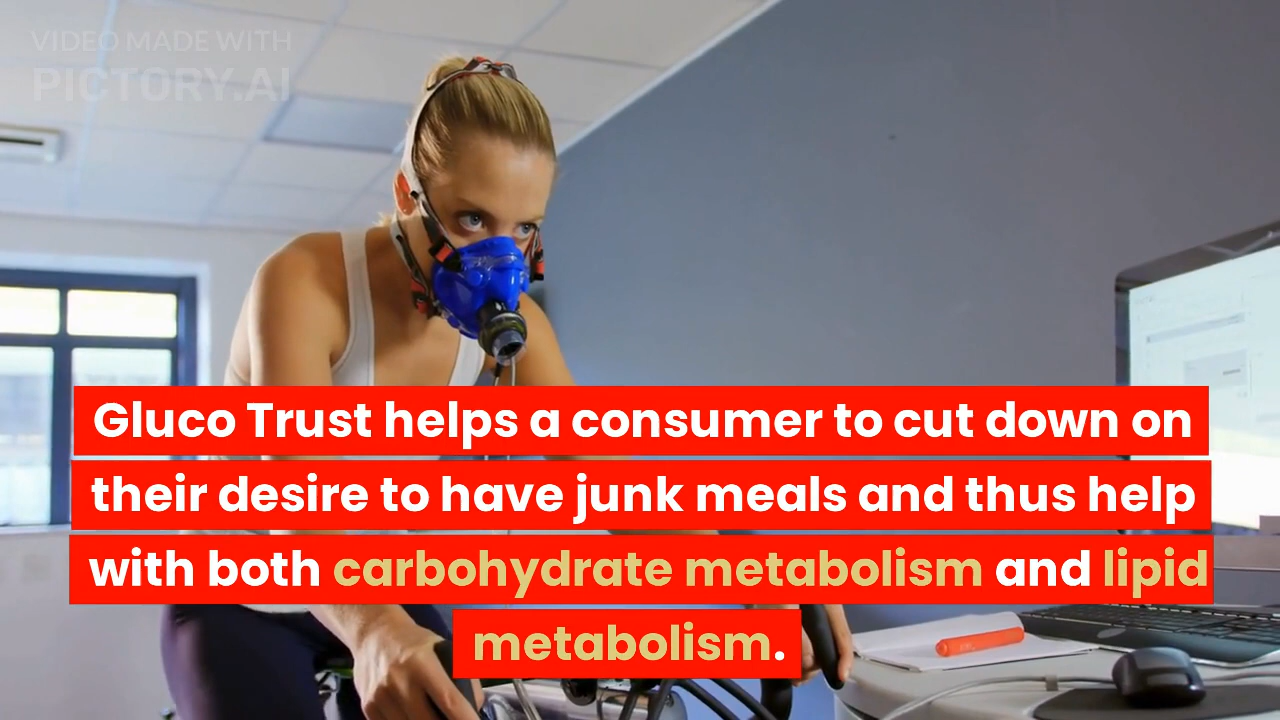 VIDEO MADE WITH
PICTORY.AI
Gluco Trust helps a consumer to cut down on
their desire to have junk meals and thus help
with both carbohydrate metabolism and lipid
metabolism.